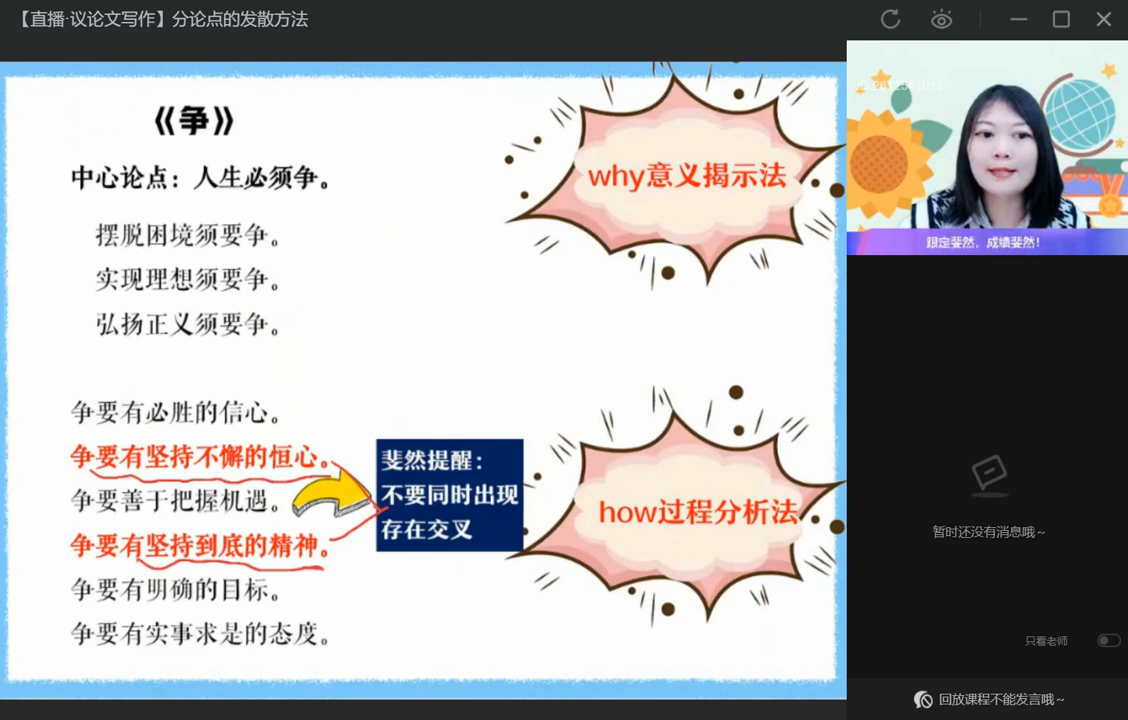 【直播·议论文写作】分论点的发散方法
《争》
中心论点：人生必须争。
摆脱困境须要争。
实现理想须要争。
弘扬正义须要争。
why意义揭示法
争要有必胜的信心。
争要有坚持不懈的恒心。
争要善于把握机遇。
争要有坚持到底的精神。
争要有明确的目标。
争要有实事求是的态度。
斐然提醒：
不要同时出现
存在交叉
how过程分析法
跟定斐然，成绩斐然！
暂时还没有消息哦~
只看老师
回放课程不能发言哦~